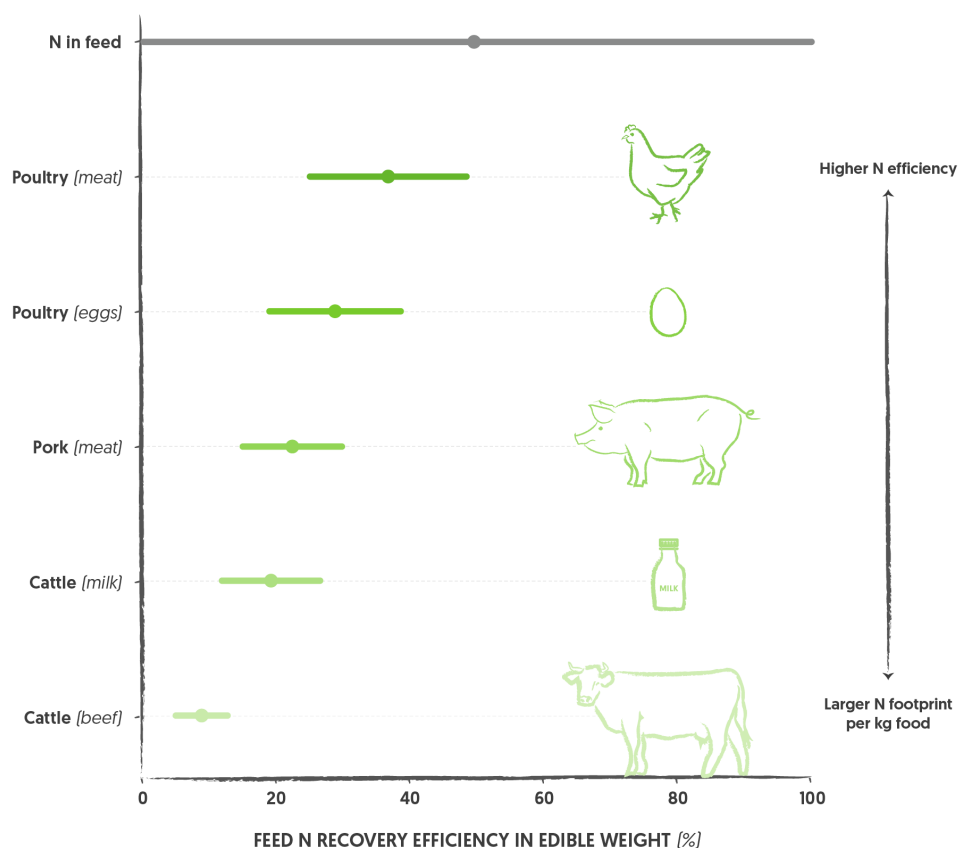 N in feed
Poultry (meat)
Higher N efficiency
Poultry (eggs)
Pork (meat)
Cattle (milk)
MILK
Cattle (beef)
Larger N footprint
per kg food
0 20 40 60 80 100
FEED N RECOVERY EFFICIENCY IN EDIBLE WEIGHT (%)